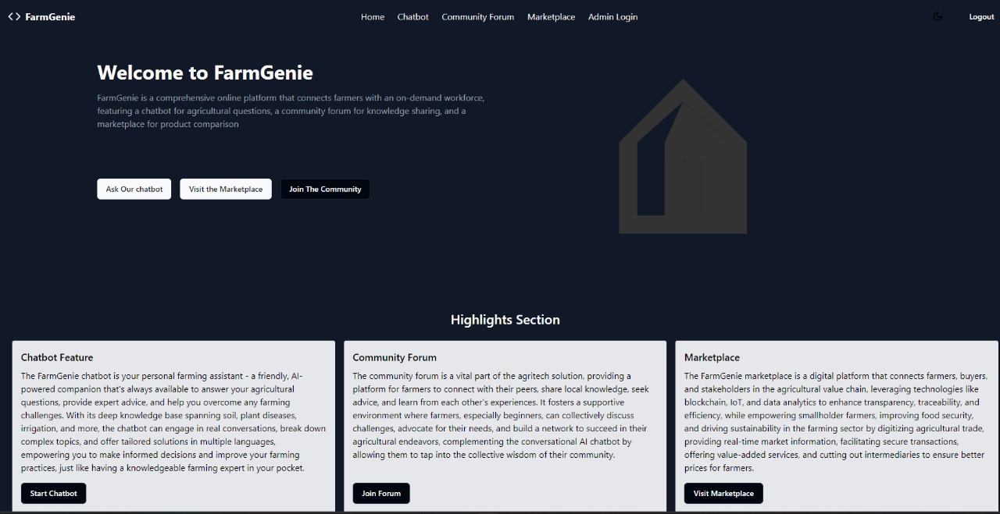 FarmGenie
Home Chatbot Community Forum Marketplace Admin Login
Logout
Welcome to FarmGenie
FarmGenie is a comprehensive online platform that connects farmers with an on-demand workforce,
featuring a chatbot for agricultural questions, a community forum for knowledge sharing, and a
marketplace for product comparison
Ask Our chatbot
Visit the Marketplace
Join The Community
Highlights Section
Chatbot Feature
The FarmGenie chatbot is your personal farming assistant - a friendly, AI-
powered companion that's always available to answer your agricultural
questions, provide expert advice, and help you overcome any farming
challenges. With its deep knowledge base spanning soil, plant diseases,
irrigation, and more, the chatbot can engage in real conversations, break down
complex topics, and offer tailored solutions in multiple languages,
empowering you to make informed decisions and improve your farming
practices, just like having a knowledgeable farming expert in your pocket.
Start Chatbot
Community Forum
The community forum is a vital part of the agritech solution, providing a
platform for farmers to connect with their peers, share local knowledge, seek
advice, and learn from each other's experiences. It fosters a supportive
environment where farmers, especially beginners, can collectively discuss
challenges, advocate for their needs, and build a network to succeed in their
agricultural endeavors, complementing the conversational AI chatbot by
allowing them to tap into the collective wisdom of their community.
Join Forum
Marketplace
The FarmGenie marketplace is a digital platform that connects farmers, buyers,
and stakeholders in the agricultural value chain, leveraging technologies like
blockchain, IoT, and data analytics to enhance transparency, traceability, and
efficiency, while empowering smallholder farmers, improving food security,
and driving sustainability in the farming sector by digitizing agricultural trade,
providing real-time market information, facilitating secure transactions,
offering value-added services, and cutting out intermediaries to ensure better
prices for farmers.
Visit Marketplace